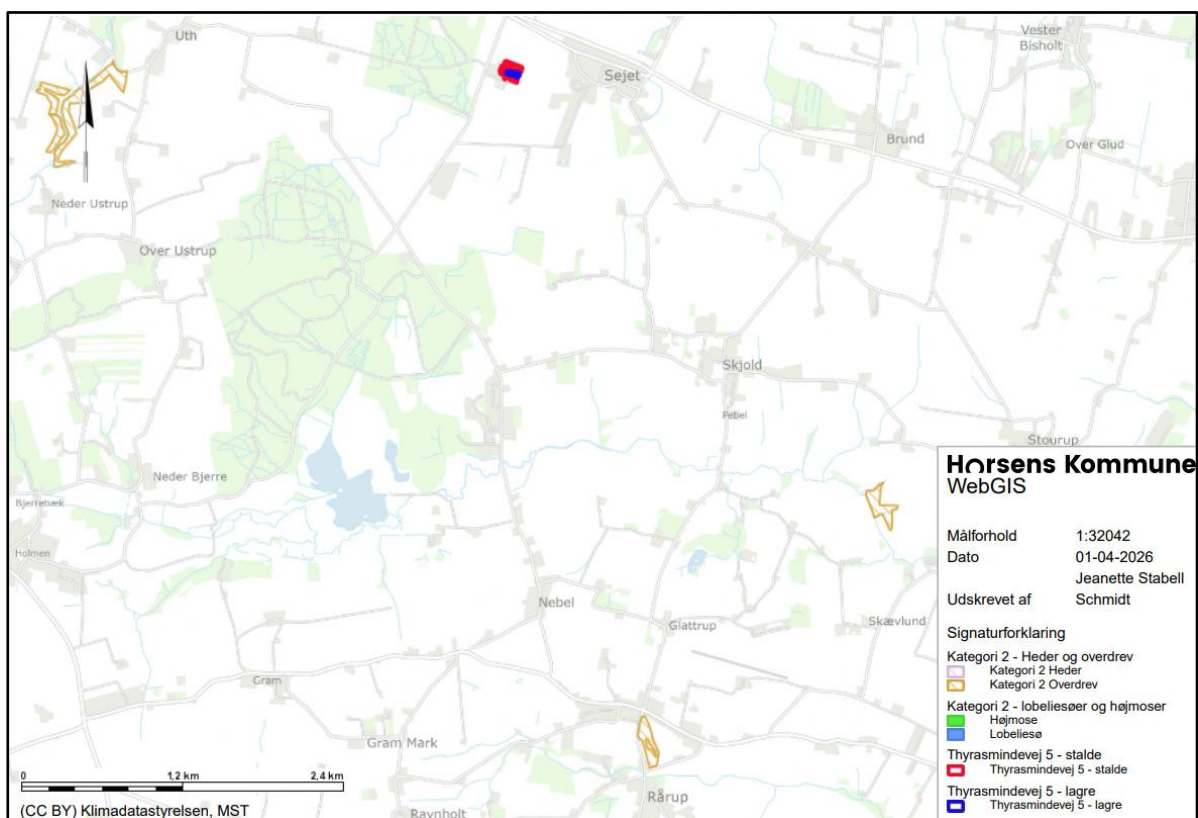 Uth
Vester
Bisholt
Sejet
Brund
Over Glud
Neder Ustrup
Over Ustrup
Skjold
Pebel
Stourup
Neder Bjerre
Bjerrebæk
Holmen
Nebel
Glattrup
Skævlund
Gram
Gram Mark
Rårup
Ravnholt
0 1,2 km 2,4 km
(CC BY) Klimadatastyrelsen, MST
Horsens Kommune
WebGIS
Målforhold 1:32042
Dato 01-04-2026
Jeanette Stabell
Udskrevet af Schmidt
Signaturforklaring
Kategori 2 - Heder og overdrev
Kategori 2 Heder
Kategori 2 Overdrev
Kategori 2 - lobeliesøer og højmoser
Højmose
Lobeliesø
Thyrasmindevej 5 - stalde
Thyrasmindevej 5 - stalde
Thyrasmindevej 5 - lagre
Thyrasmindevej 5 - lagre